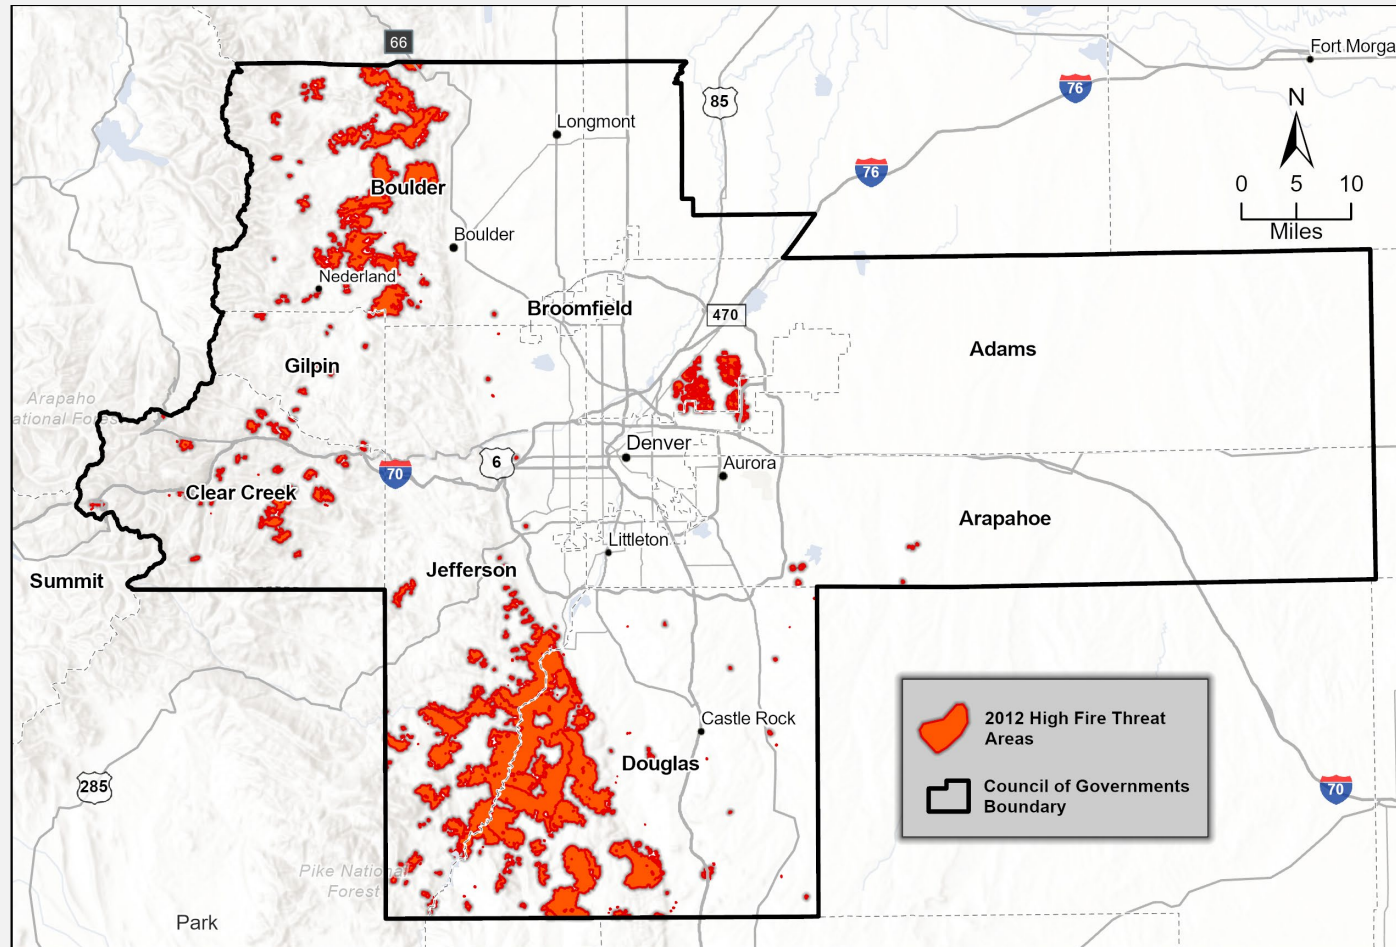 66
Fort Morga
76
85
N
Longmont
76
0 5 10
Miles
Boulder
Boulder
Nederland
Broomfield
470
Adams
Gilpin
Arapaho
ational Fores
Denver
6
Aurora
70
Clear Creek
Arapahoe
Littleton
Jefferson
Summit
2012 High Fire Threat
Areas
Castle Rock
Douglas
Council of Governments
Boundary
285
70
Pike National
Forest
Park